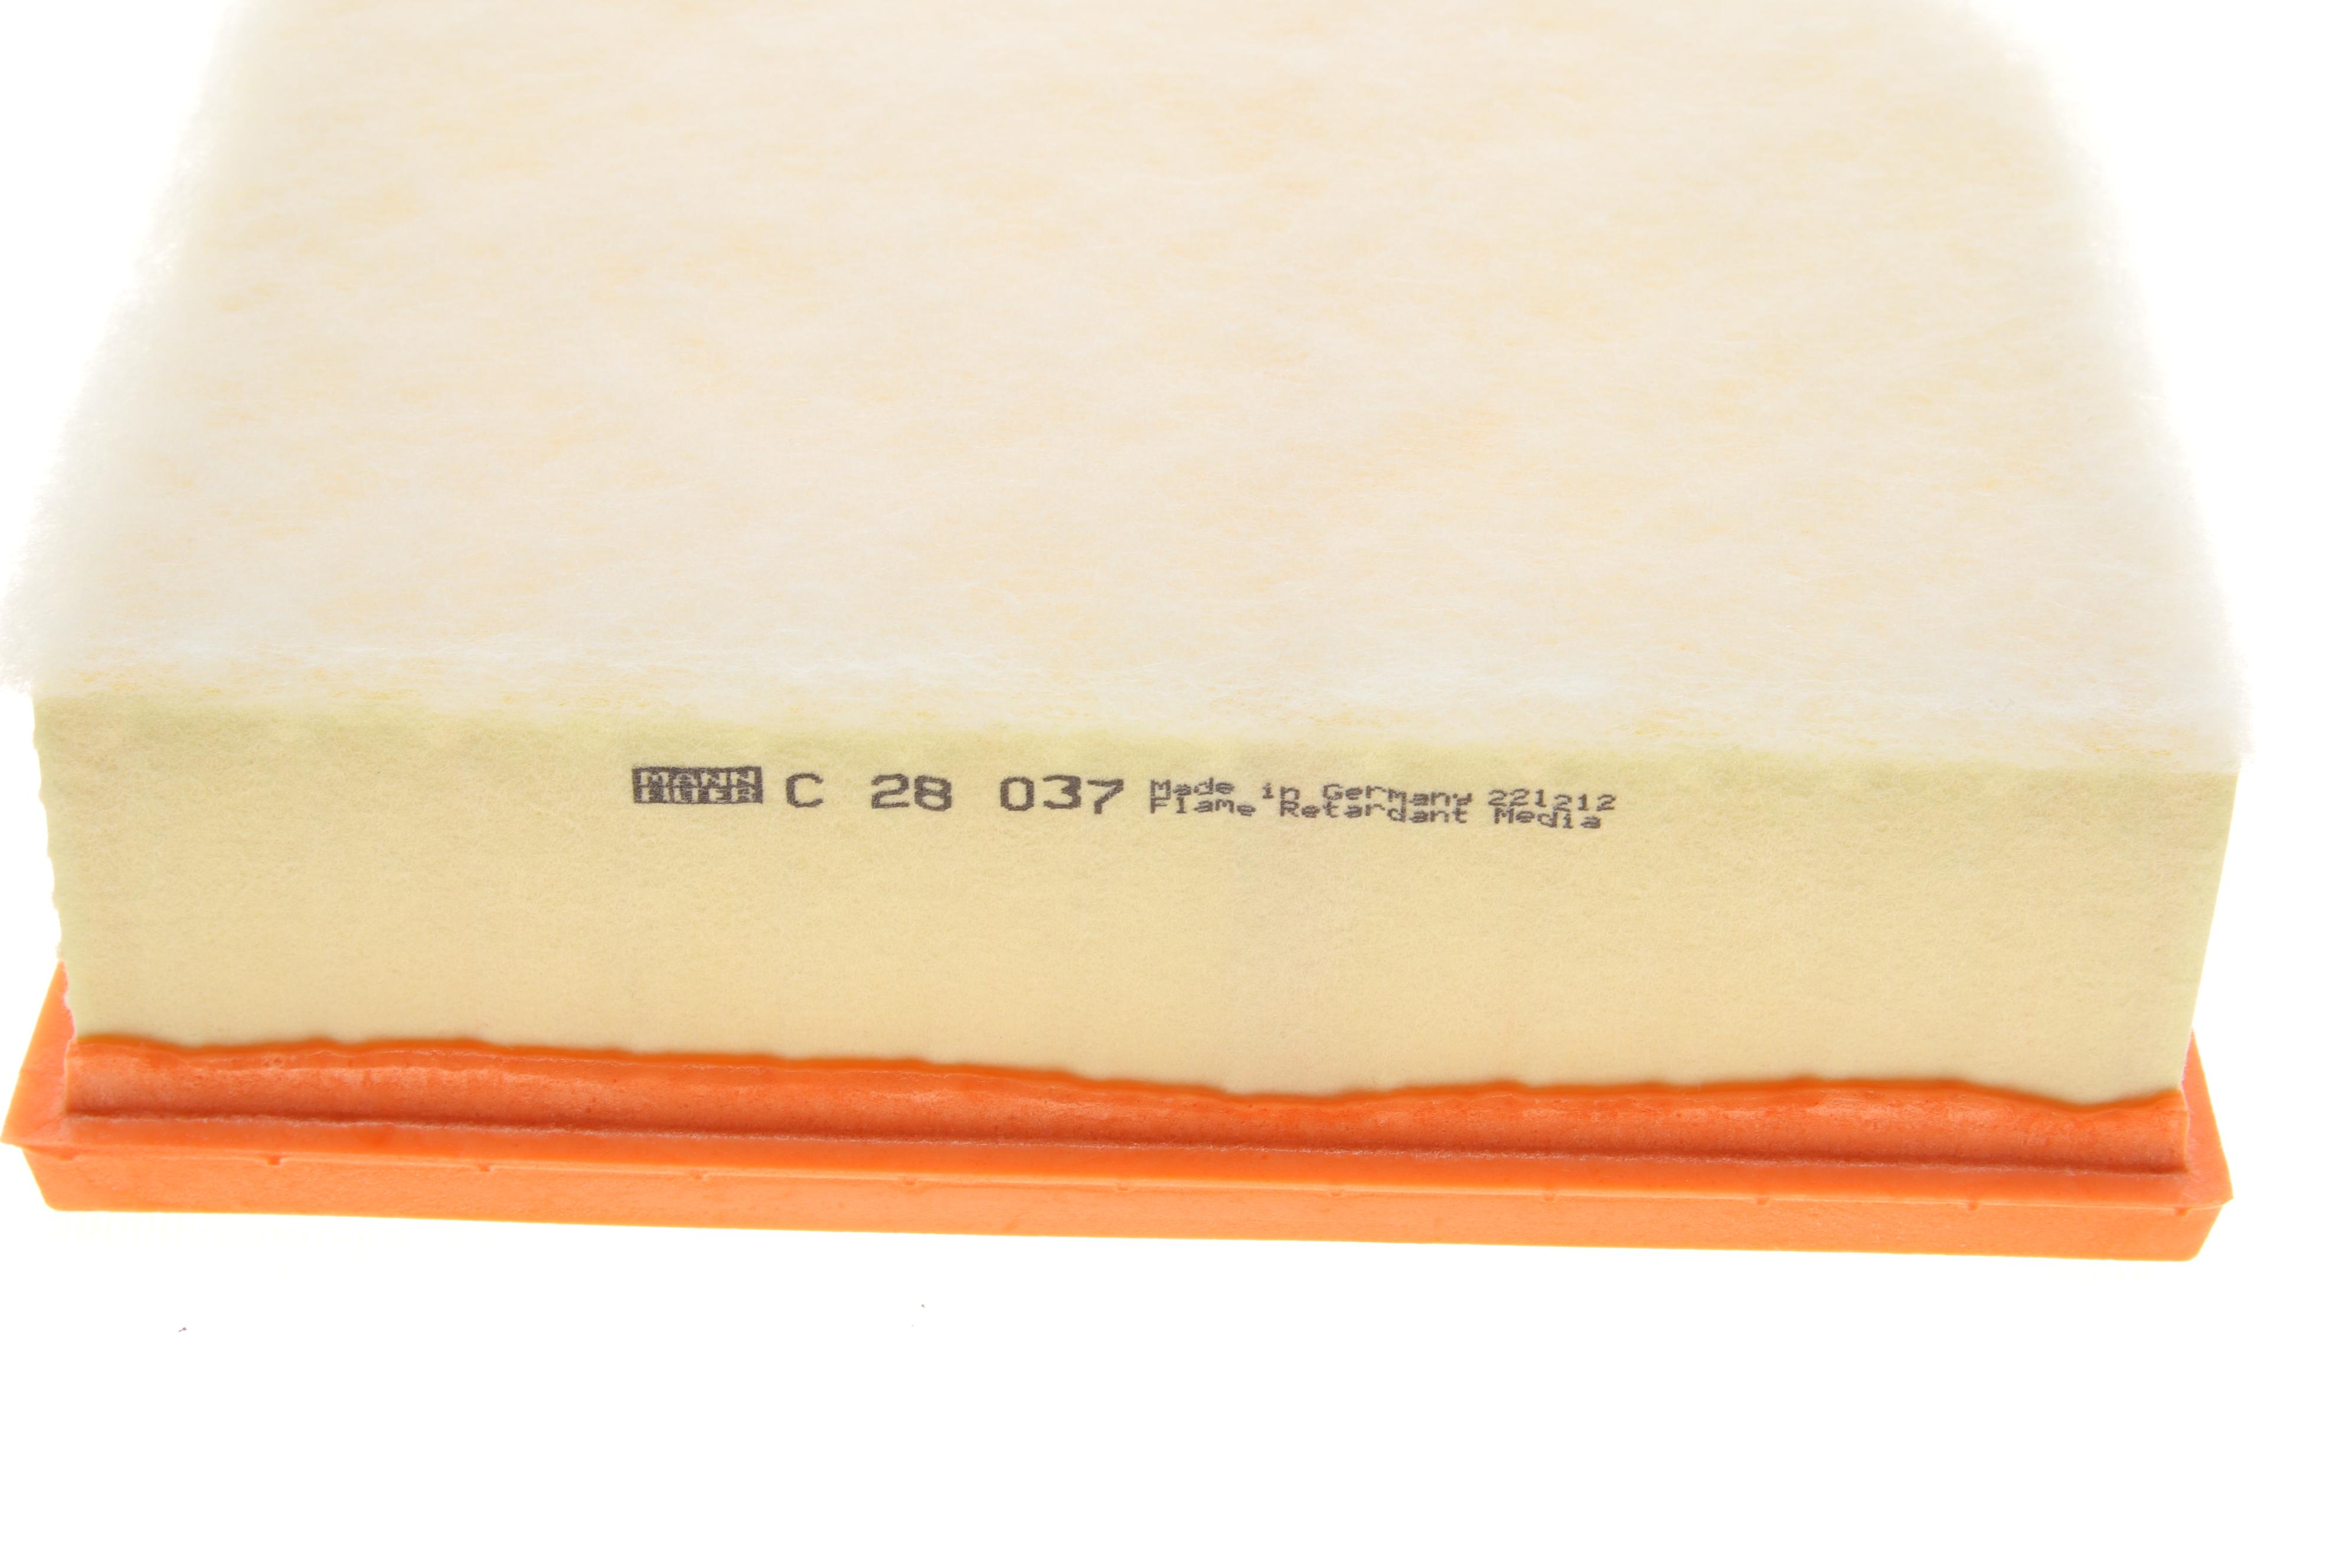 MANN
FILTER
C 28 037
Made in Germany 221212
Flame Retardant Media